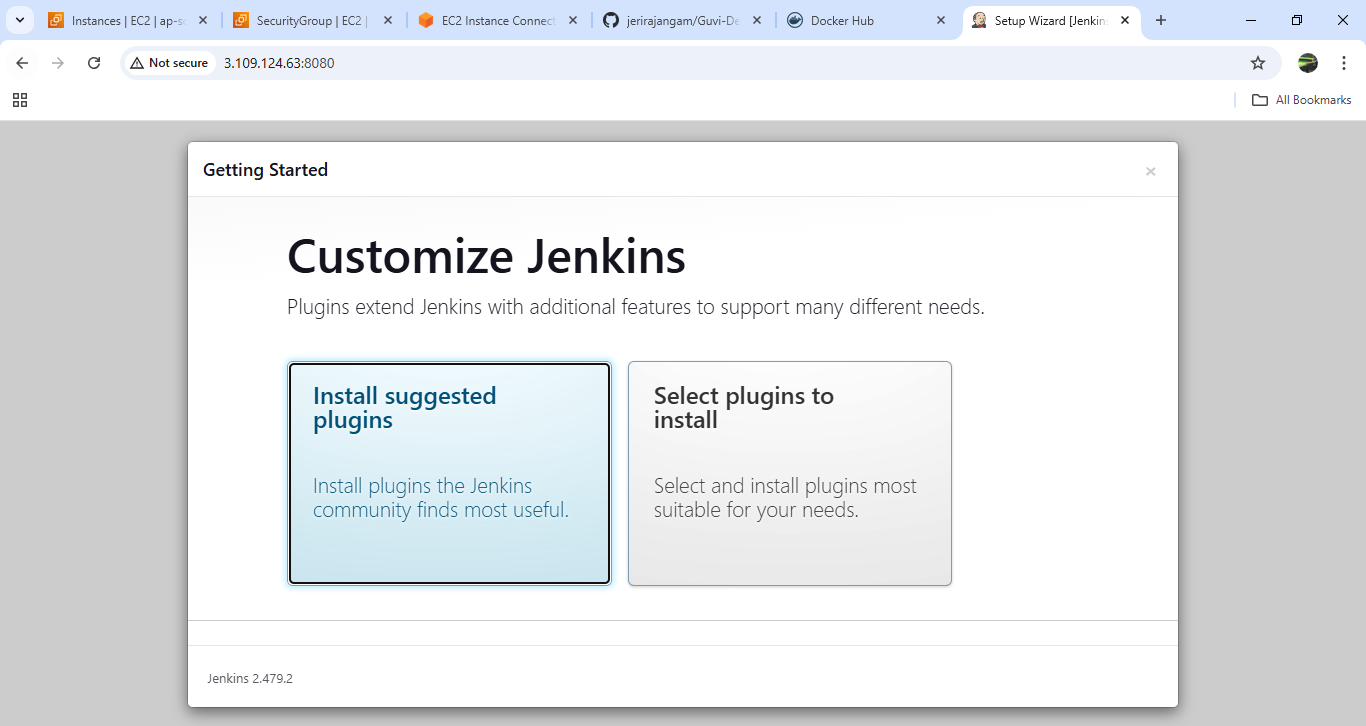 Instances | EC2 | ap-so
SecurityGroup | EC2 |
EC2 Instance Connect
jerirajangam/Guvi-De
Docker Hub
Setup Wizard [Jenkins
Not secure
3.109.124.63:8080
All Bookmarks
Getting Started
×
Customize Jenkins
Plugins extend Jenkins with additional features to support many different needs.
Install suggested
plugins
Install plugins the Jenkins
community finds most useful.
Select plugins to
install
Select and install plugins most
suitable for your needs.
Jenkins 2.479.2